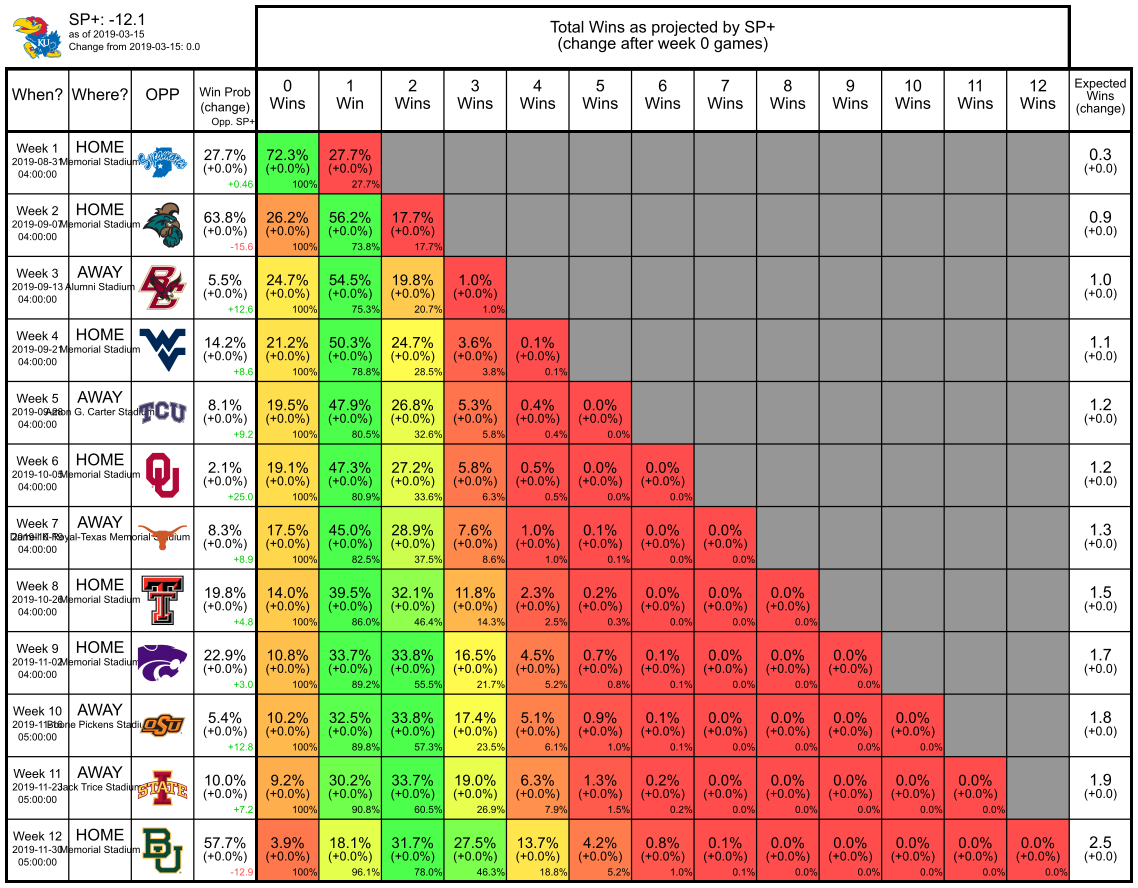 SP+: -12.1
as of 2019-03-15
Change from 2019-03-15: 0.0
KU
Total Wins as projected by SP+
(change after week 0 games)
When? Where? OPP Win Prob (change) Opp. SP+ 0 Wins 1 Win 2 Wins 3 Wins 4 Wins 5 Wins 6 Wins 7 Wins 8 Wins 9 Wins 10 Wins 11 Wins 12 Wins Expected Wins (change)
Week 1 HOME 27.7% 72.3% 27.7% 0.3
2019-08-31 Memorial Stadium (+0.0%) (+0.0%) (+0.0%) (+0.0)
04:00:00 +0.46 100% 27.7%
Week 2 HOME 63.8% 26.2% 56.2% 17.7% 0.9
2019-09-07 Memorial Stadium (+0.0%) (+0.0%) (+0.0%) (+0.0%) (+0.0)
04:00:00 -15.6 100% 73.8% 17.7%
Week 3 AWAY BC 5.5% 24.7% 54.5% 19.8% 1.0% 1.0
2019-09-13 Alumni Stadium (+0.0%) (+0.0%) (+0.0%) (+0.0%) (+0.0%) (+0.0)
04:00:00 +12.6 100% 75.3% 20.7% 1.0%
Week 4 HOME WV 14.2% 21.2% 50.3% 24.7% 3.6% 0.1% 1.1
2019-09-21 Memorial Stadium (+0.0%) (+0.0%) (+0.0%) (+0.0%) (+0.0%) (+0.0%) (+0.0)
04:00:00 +8.6 100% 78.8% 28.5% 3.8% 0.1%
Week 5 AWAY TCU 8.1% 19.5% 47.9% 26.8% 5.3% 0.4% 0.0% 1.2
G. Carter Stadium (+0.0%) (+0.0%) (+0.0%) (+0.0%) (+0.0%) (+0.0%) (+0.0%) (+0.0)
04:00:00 +9.2 100% 80.5% 32.6% 5.8% 0.4% 0.0%
Week 6 HOME OU 2.1% 19.1% 47.3% 27.2% 5.8% 0.5% 0.0% 0.0% 1.2
2019-10-05 Memorial Stadium (+0.0%) (+0.0%) (+0.0%) (+0.0%) (+0.0%) (+0.0%) (+0.0%) (+0.0%) (+0.0)
04:00:00 +25.0 100% 80.9% 33.6% 6.3% 0.5% 0.0% 0.0%
Week 7 AWAY 8.3% 17.5% 45.0% 28.9% 7.6% 1.0% 0.1% 0.0% 0.0% 1.3
Royal-Texas Memorial Stadium (+0.0%) (+0.0%) (+0.0%) (+0.0%) (+0.0%) (+0.0%) (+0.0%) (+0.0%) (+0.0%) (+0.0)
04:00:00 +8.9 100% 82.5% 37.5% 8.6% 1.0% 0.1% 0.0% 0.0%
Week 8 HOME T 19.8% 14.0% 39.5% 32.1% 11.8% 2.3% 0.2% 0.0% 0.0% 0.0% 1.5
2019-10-26 Memorial Stadium (+0.0%) (+0.0%) (+0.0%) (+0.0%) (+0.0%) (+0.0%) (+0.0%) (+0.0%) (+0.0%) (+0.0%) (+0.0)
04:00:00 +4.8 100% 86.0% 46.4% 14.3% 2.5% 0.3% 0.0% 0.0% 0.0%
Week 9 HOME 22.9% 10.8% 33.7% 33.8% 16.5% 4.5% 0.7% 0.1% 0.0% 0.0% 0.0% 1.7
2019-11-02 Memorial Stadium (+0.0%) (+0.0%) (+0.0%) (+0.0%) (+0.0%) (+0.0%) (+0.0%) (+0.0%) (+0.0%) (+0.0%) (+0.0%) (+0.0)
04:00:00 +3.0 100% 89.2% 55.5% 21.7% 5.2% 0.8% 0.1% 0.0% 0.0% 0.0%
Week 10 AWAY OSU 5.4% 10.2% 32.5% 33.8% 17.4% 5.1% 0.9% 0.1% 0.0% 0.0% 0.0% 0.0% 1.8
Pickens Stadium (+0.0%) (+0.0%) (+0.0%) (+0.0%) (+0.0%) (+0.0%) (+0.0%) (+0.0%) (+0.0%) (+0.0%) (+0.0%) (+0.0%) (+0.0)
05:00:00 +12.8 100% 89.8% 57.3% 23.5% 6.1% 1.0% 0.1% 0.0% 0.0% 0.0% 0.0%
Week 11 AWAY I STATE 10.0% 9.2% 30.2% 33.7% 19.0% 6.3% 1.3% 0.2% 0.0% 0.0% 0.0% 0.0% 0.0% 1.9
2019-11-23 Jack Trice Stadium (+0.0%) (+0.0%) (+0.0%) (+0.0%) (+0.0%) (+0.0%) (+0.0%) (+0.0%) (+0.0%) (+0.0%) (+0.0%) (+0.0%) (+0.0%) (+0.0)
05:00:00 +7.2 100% 90.8% 60.5% 26.9% 7.9% 1.5% 0.2% 0.0% 0.0% 0.0% 0.0% 0.0%
Week 12 HOME BU 57.7% 3.9% 18.1% 31.7% 27.5% 13.7% 4.2% 0.8% 0.1% 0.0% 0.0% 0.0% 0.0% 0.0% 2.5
2019-11-30 Memorial Stadium (+0.0%) (+0.0%) (+0.0%) (+0.0%) (+0.0%) (+0.0%) (+0.0%) (+0.0%) (+0.0%) (+0.0%) (+0.0%) (+0.0%) (+0.0%) (+0.0%) (+0.0)
05:00:00 -12.9 100% 96.1% 78.0% 46.3% 18.8% 5.2% 1.0% 0.1% 0.0% 0.0% 0.0% 0.0% 0.0%